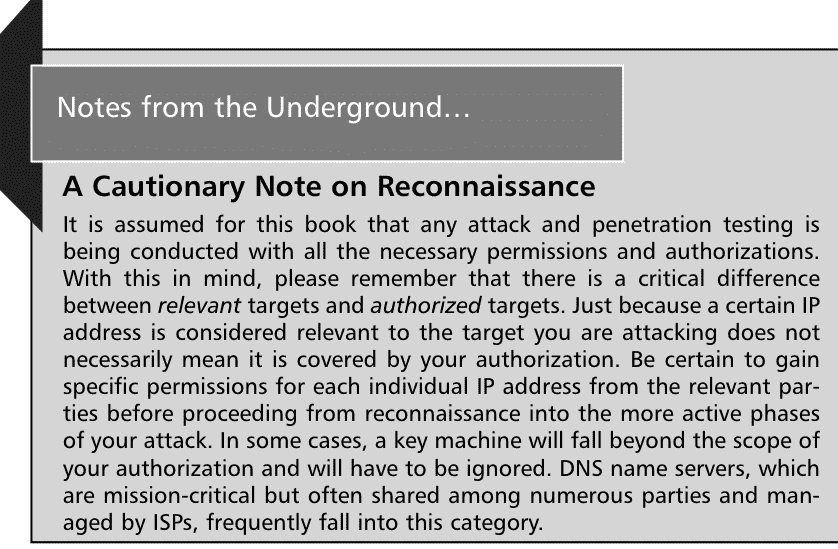 Notes from the Underground…
A Cautionary Note on Reconnaissance
It is assumed for this book that any attack and penetration testing is
being conducted with all the necessary permissions and authorizations.
With this in mind, please remember that there is a critical difference
between relevant targets and authorized targets. Just because a certain IP
address is considered relevant to the target you are attacking does not
necessarily mean it is covered by your authorization. Be certain to gain
specific permissions for each individual IP address from the relevant par-
ties before proceeding from reconnaissance into the more active phases
of your attack. In some cases, a key machine will fall beyond the scope of
your authorization and will have to be ignored. DNS name servers, which
are mission-critical but often shared among numerous parties and man-
aged by ISPs, frequently fall into this category.